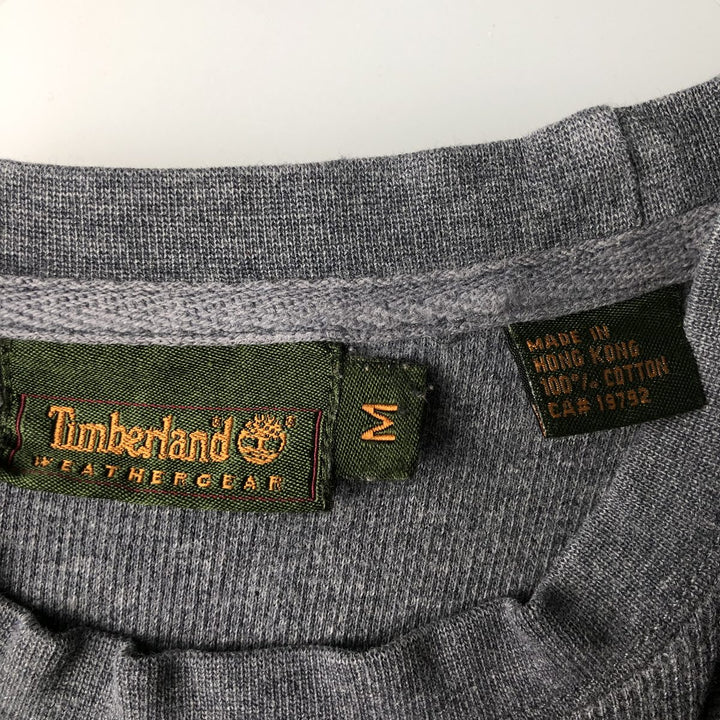 Timberland®
WEATHERGEAR
M
MADE IN
HONG KONG
100% COTTON
CA# 19792